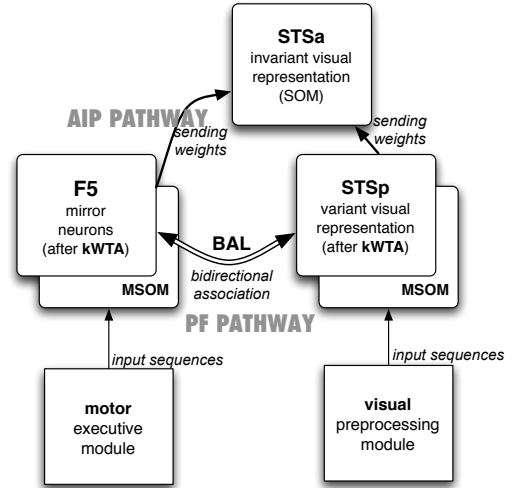 STSa
invariant visual
representation
(SOM)
AIP PATHWAY
sending
weights
sending
weights
F5
mirror
neurons
(after kWTA)
MSOM
BAL
bidirectional
association
STSp
variant visual
representation
(after kWTA)
MSOM
PF PATHWAY
input sequences
input sequences
motor
executive
module
visual
preprocessing
module